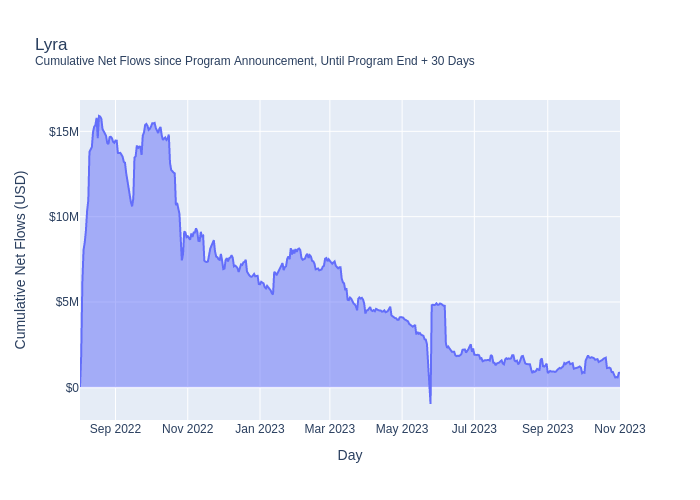 Lyra
Cumulative Net Flows since Program Announcement, Until Program End + 30 Days
Cumulative Net Flows (USD)
$15M
$10M
$5M
$0
Sep 2022 Nov 2022 Jan 2023 Mar 2023 May 2023 Jul 2023 Sep 2023 Nov 2023
Day